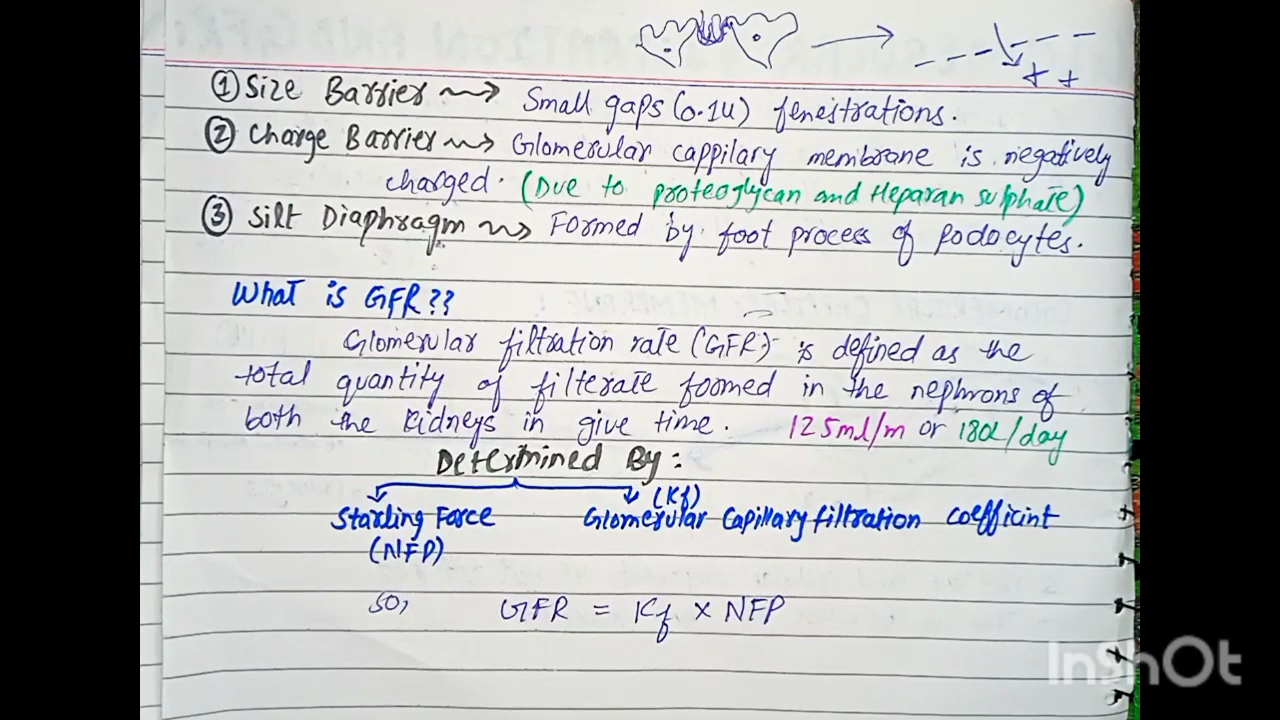 ① Size Barrier ⟿ Small gaps (0.1u) fenestrations.
② Charge Barrier ⟿ Glomerular cappilary membrane is negatively
charged. (Due to proteoglycan and Heparan sulphate)
③ Silt Diaphragm ⟿ Formed by foot process of Podocytes.
What is GFR??
Glomerular filtration rate (GFR) is defined as the
total quantity of filterate foomed in the nephrons of
both the kidneys in give time. 125ml/m or 180L/day
Determined By:
Starling Force (Kf) Glomerular Capillary filtration coefficint
(NFP)
so, GFR = Kf × NFP
InShOt